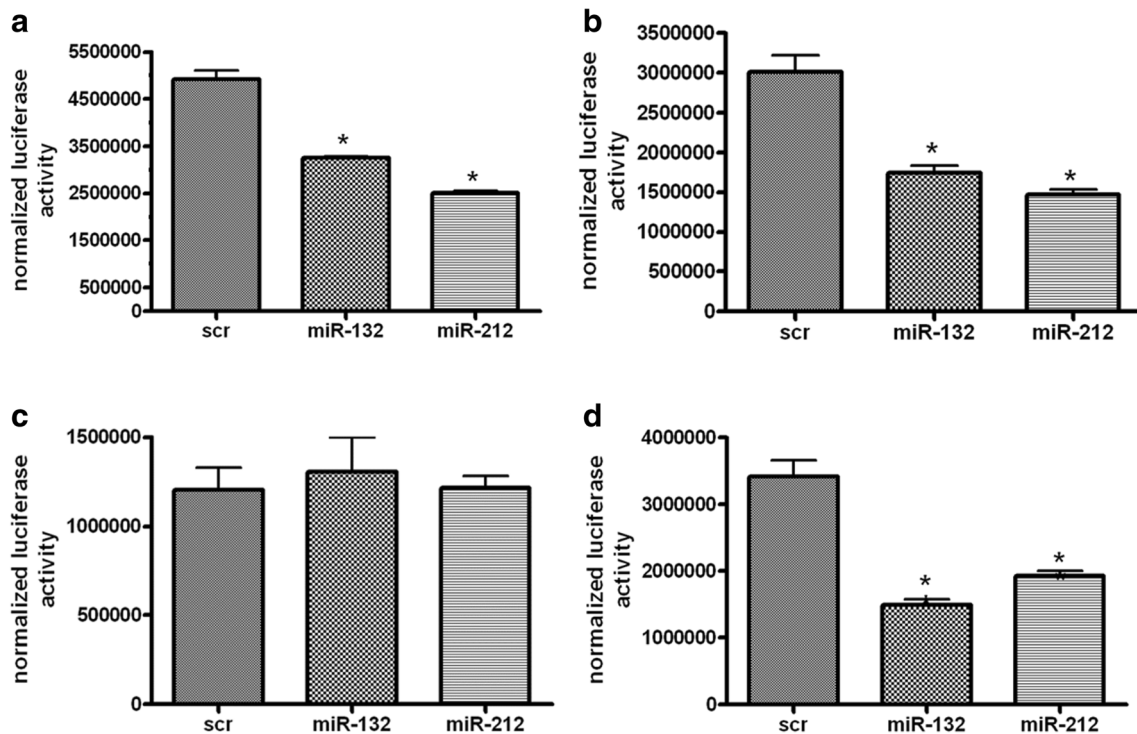 a
normalized luciferase
activity
5500000
4500000
3500000
2500000
1500000
500000
0
*
*
scr
miR-132
miR-212
b
normalized luciferase
activity
3500000
3000000
2500000
2000000
1500000
1000000
500000
0
*
*
scr
miR-132
miR-212
c
normalized luciferase
activity
1500000
1000000
500000
0
scr
miR-132
miR-212
d
normalized luciferase
activity
4000000
3000000
2000000
1000000
0
*
*
scr
miR-132
miR-212